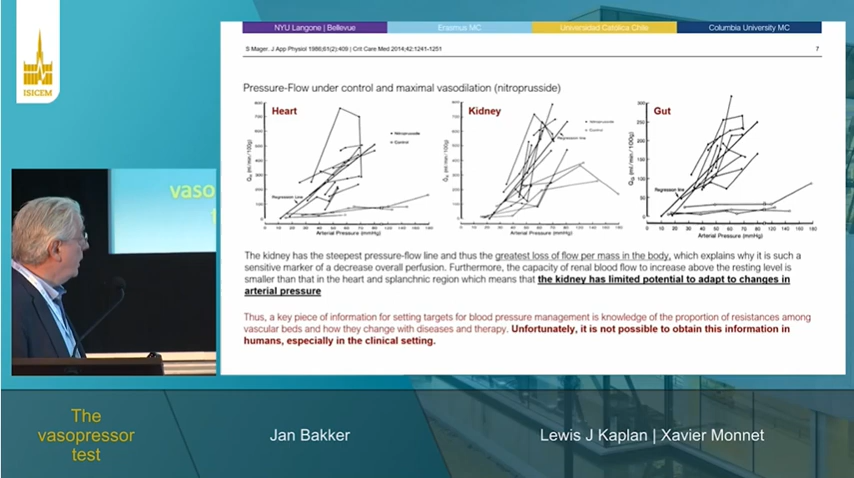 ISICEM
NYU Langone | Bellevue
Erasmus MC
Universidad Catolica Chile
Columbia University MC
S Mager. J App Physiol 1986;61(2):409 | Crit Care Med 2014;42:1241-1251
7
Pressure-Flow under control and maximal vasodilation (nitroprusside)
Heart
Kidney
Gut
Nitroprusside
Control
Regression Line
Arterial Pressure (mmHg)
Nitroprusside
Control
Regression line
Arterial Pressure (mmHg)
Regression line
Arterial Pressure (mmHg)
The kidney has the steepest pressure-flow line and thus the greatest loss of flow per mass in the body, which explains why it is such a
sensitive marker of a decrease overall perfusion. Furthermore, the capacity of renal blood flow to increase above the resting level is
smaller than that in the heart and splanchnic region which means that the kidney has limited potential to adapt to changes in
arterial pressure
Thus, a key piece of information for setting targets for blood pressure management is knowledge of the proportion of resistances among
vascular beds and how they change with diseases and therapy. Unfortunately, it is not possible to obtain this information in
humans, especially in the clinical setting.
vaso
The
vasopressor
test
Jan Bakker
Lewis J Kaplan | Xavier Monnet